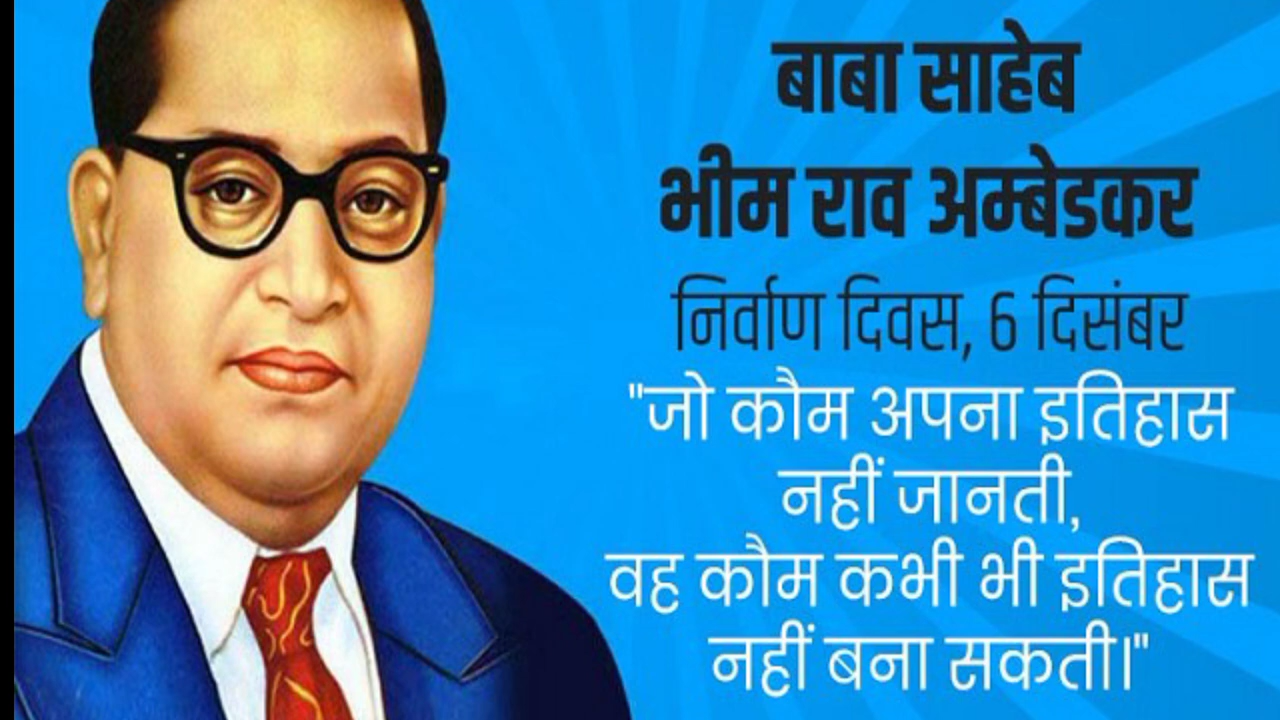 बाबा साहेब
भीम राव अम्बेडकर
निर्वाण दिवस, 6 दिसंबर
"जो कौम अपना इतिहास
नहीं जानती,
वह कौम कभी भी इतिहास
नहीं बना सकती।"